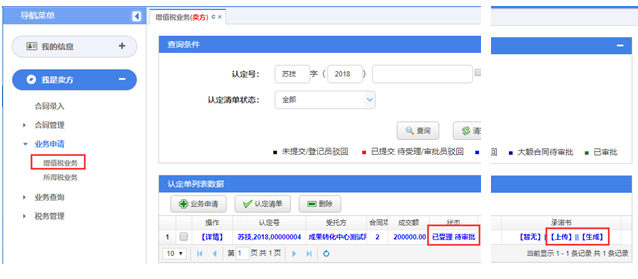 导航菜单
我的信息
我是卖方
合同录入
合同管理
业务申请
增值税业务
所得税业务
业务查询
税务管理
增值税业务(卖方)
查询条件
认定号： 苏技 字（ 2018 ）
认定清单状态： 全部
查询
未提交/登记员驳回 已提交 待受理/审批员驳回 回 大额合同待审批 已审批
认定单列表数据
业务申请 认定清单 删除
操作 认定号 受托方 合同项 成交额 状态 承诺书
1 【详情】 苏技,2018,00000004 成果转化中心测试 2 200000.00 已受理 待审批 【暂无】||【上传】||【生成】
10 第 1 页 共 1 页 当前显示 1 - 1 条记录 共 1 条记录